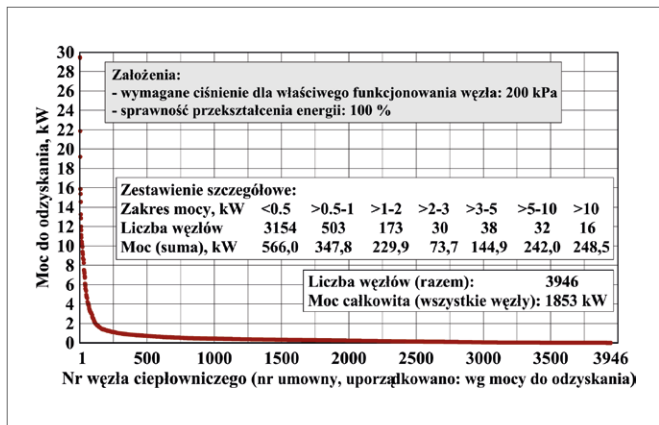 Moc do odzyskania, kW
30
28
26
24
22
20
18
16
14
12
10
8
6
4
2
0
Założenia:
- wymagane ciśnienie dla właściwego funkcjonowania węzła: 200 kPa
- sprawność przekształcenia energii: 100 %
Zestawienie szczegółowe:
Zakres mocy, kW <0.5 >0.5-1 >1-2 >2-3 >3-5 >5-10 >10
Liczba węzłów 3154 503 173 30 38 32 16
Moc (suma), kW 566,0 347,8 229,9 73,7 144,9 242,0 248,5
Liczba węzłów (razem): 3946
Moc całkowita (wszystkie węzły): 1853 kW
1 500 1000 1500 2000 2500 3000 3500 3946
Nr węzła ciepłowniczego (nr umowny, uporządkowano: wg mocy do odzyskania)